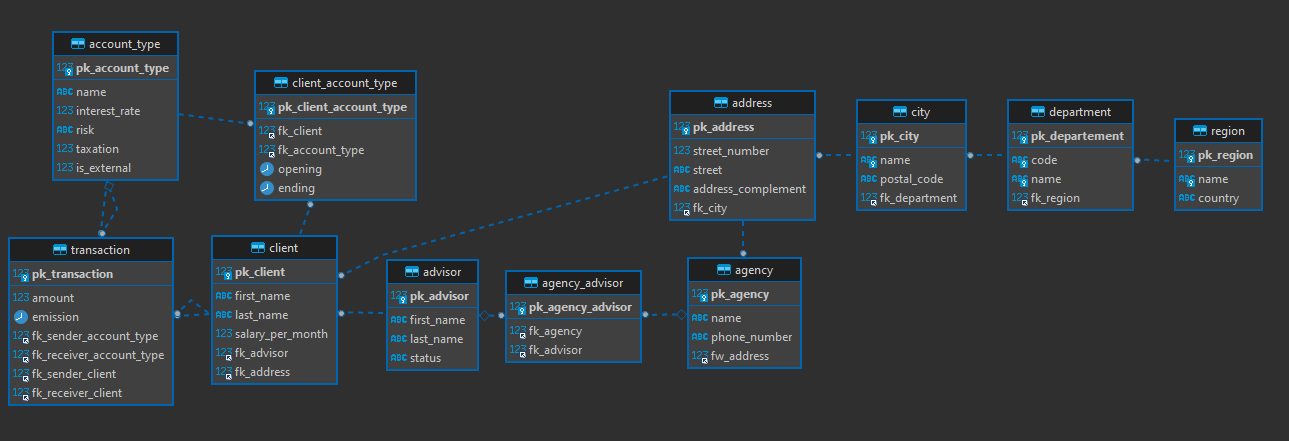 account_type
123 pk_account_type
ABC name
123 interest_rate
ABC risk
123 taxation
123 is_external
client_account_type
123 pk_client_account_type
123 fk_client
123 fk_account_type
opening
ending
address
123 pk_address
123 street_number
ABC street
ABC address_complement
123 fk_city
city
123 pk_city
ABC name
ABC postal_code
123 fk_department
department
123 pk_departement
ABC code
ABC name
123 fk_region
region
123 pk_region
ABC name
ABC country
transaction
123 pk_transaction
123 amount
emission
123 fk_sender_account_type
123 fk_receiver_account_type
123 fk_sender_client
123 fk_receiver_client
client
123 pk_client
ABC first_name
ABC last_name
123 salary_per_month
123 fk_advisor
123 fk_address
advisor
123 pk_advisor
ABC first_name
ABC last_name
ABC status
agency_advisor
123 pk_agency_advisor
123 fk_agency
123 fk_advisor
agency
123 pk_agency
ABC name
ABC phone_number
123 fw_address